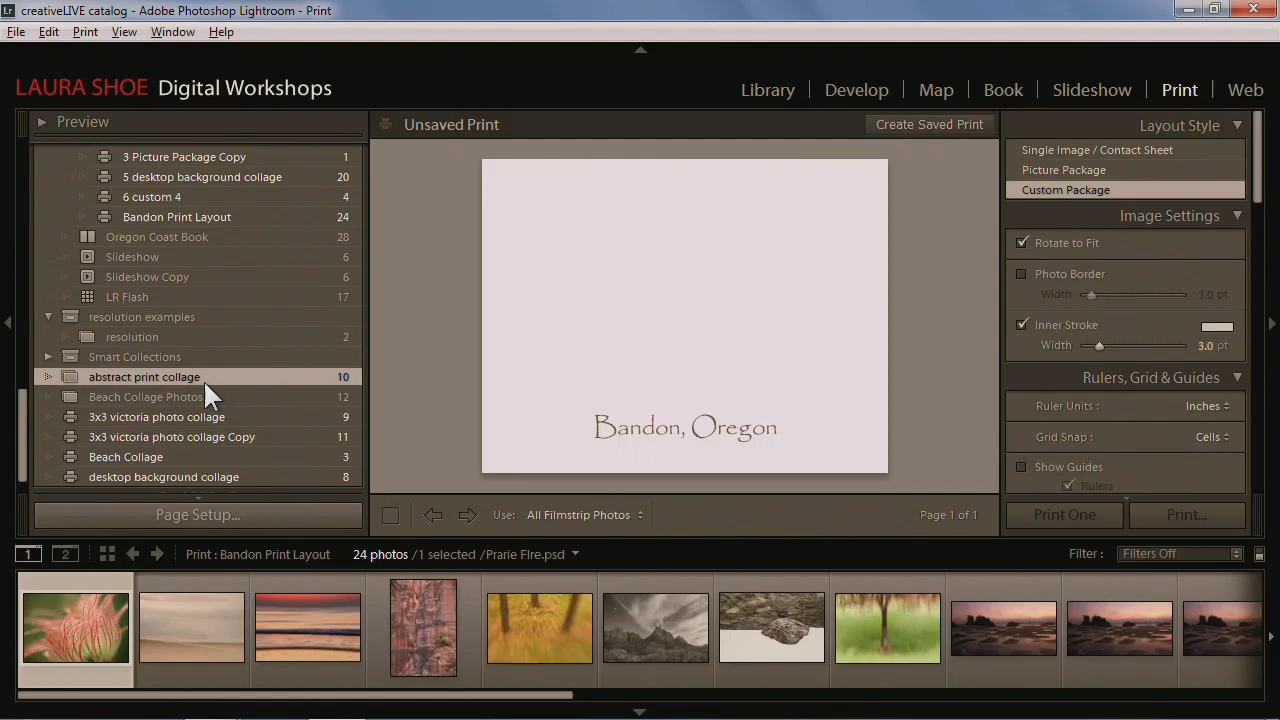 creativeLIVE catalog - Adobe Photoshop Lightroom - Print
File Edit Print View Window Help
LAURA SHOE Digital Workshops
Library Develop Map Book Slideshow Print Web
Preview
3 Picture Package Copy 1
5 desktop background collage 20
6 custom 4 4
Bandon Print Layout 24
Oregon Coast Book 28
Slideshow 6
Slideshow Copy 6
LR Flash 17
resolution examples
resolution 2
Smart Collections
abstract print collage 10
Beach Collage Photos 12
3x3 victoria photo collage 9
3x3 victoria photo collage Copy 11
Beach Collage 3
desktop background collage 8
Page Setup...
Unsaved Print Create Saved Print
Bandon, Oregon
Use: All Filmstrip Photos Page 1 of 1
Layout Style
Single Image / Contact Sheet
Picture Package
Custom Package
Image Settings
Rotate to Fit
Photo Border
Width 3.0 pt
Inner Stroke
Width 3.0 pt
Rulers, Grid & Guides
Ruler Units : Inches
Grid Snap : Cells
Show Guides
Rulers
Print One Print...
1 2 Print : Bandon Print Layout 24 photos /1 selected /Prarie FIre.psd Filter : Filters Off